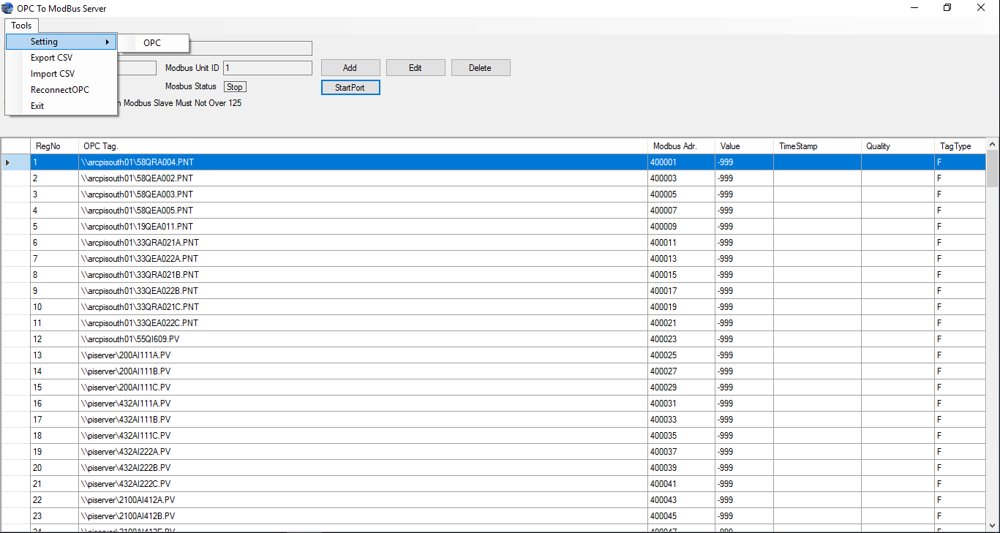 OPC To ModBus Server
Tools
Setting OPC
Export CSV
Import CSV
ReconnectOPC
Exit
Modbus Unit ID 1 Add Edit Delete
Mosbus Status Stop StartPort
Modbus Slave Must Not Over 125
RegNo OPC Tag. Modbus Adr. Value TimeStamp Quality TagType
1 \\arcpisouth01\58QRA004.PNT 400001 -999 F
2 \\arcpisouth01\58QEA002.PNT 400003 -999 F
3 \\arcpisouth01\58QEA003.PNT 400005 -999 F
4 \\arcpisouth01\58QEA005.PNT 400007 -999 F
5 \\arcpisouth01\19QEA011.PNT 400009 -999 F
6 \\arcpisouth01\33QRA021A.PNT 400011 -999 F
7 \\arcpisouth01\33QEA022A.PNT 400013 -999 F
8 \\arcpisouth01\33QRA021B.PNT 400015 -999 F
9 \\arcpisouth01\33QEA022B.PNT 400017 -999 F
10 \\arcpisouth01\33QRA021C.PNT 400019 -999 F
11 \\arcpisouth01\33QEA022C.PNT 400021 -999 F
12 \\arcpisouth01\55QI609.PV 400023 -999 F
13 \\piserver\200AI111A.PV 400025 -999 F
14 \\piserver\200AI111B.PV 400027 -999 F
15 \\piserver\200AI111C.PV 400029 -999 F
16 \\piserver\432AI111A.PV 400031 -999 F
17 \\piserver\432AI111B.PV 400033 -999 F
18 \\piserver\432AI111C.PV 400035 -999 F
19 \\piserver\432AI222A.PV 400037 -999 F
20 \\piserver\432AI222B.PV 400039 -999 F
21 \\piserver\432AI222C.PV 400041 -999 F
22 \\piserver\2100AI412A.PV 400043 -999 F
23 \\piserver\2100AI412B.PV 400045 -999 F